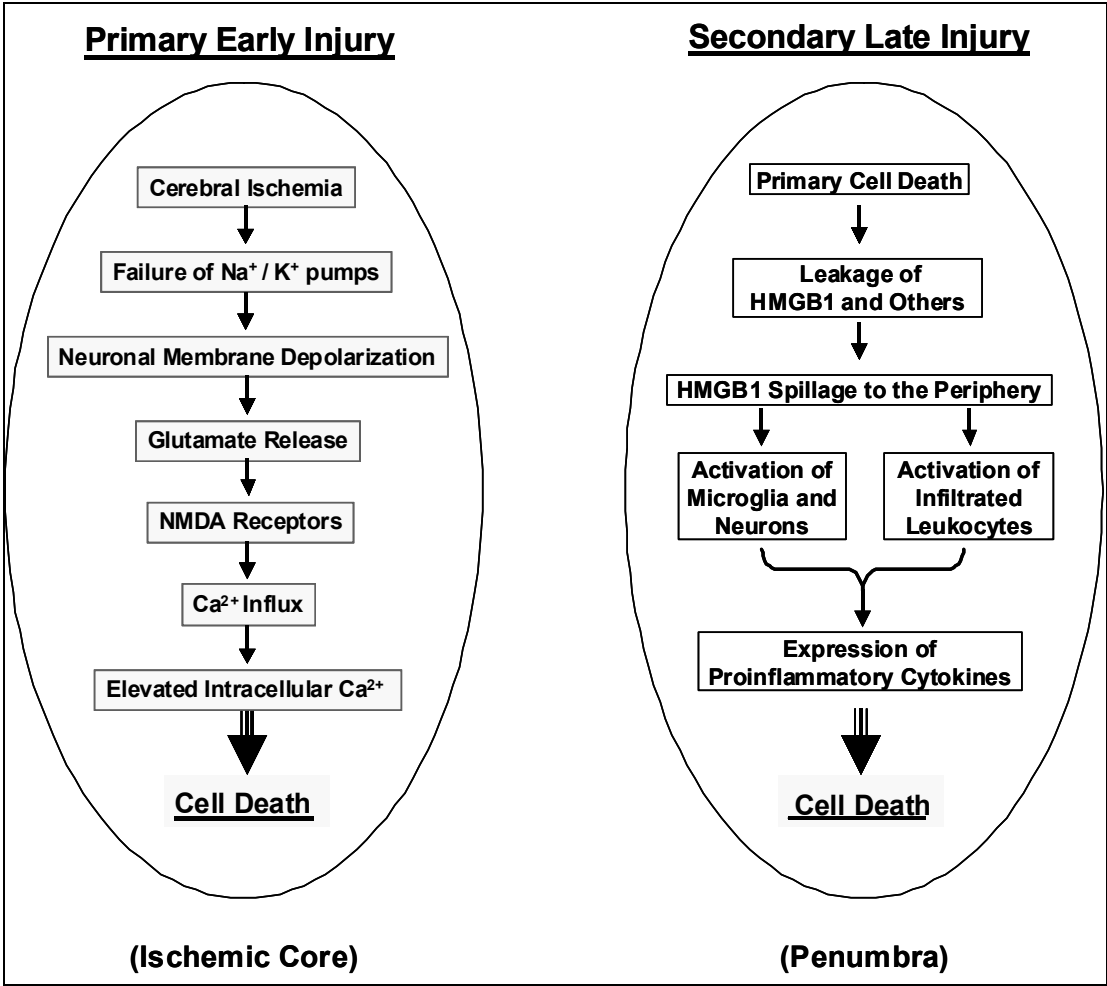 Primary Early Injury
Cerebral Ischemia
Failure of Na⁺ / K⁺ pumps
Neuronal Membrane Depolarization
Glutamate Release
NMDA Receptors
Ca²⁺ Influx
Elevated Intracellular Ca²⁺
Cell Death
(Ischemic Core)
Secondary Late Injury
Primary Cell Death
Leakage of
HMGB1 and Others
HMGB1 Spillage to the Periphery
Activation of
Microglia and
Neurons
Activation of
Infiltrated
Leukocytes
Expression of
Proinflammatory Cytokines
Cell Death
(Penumbra)